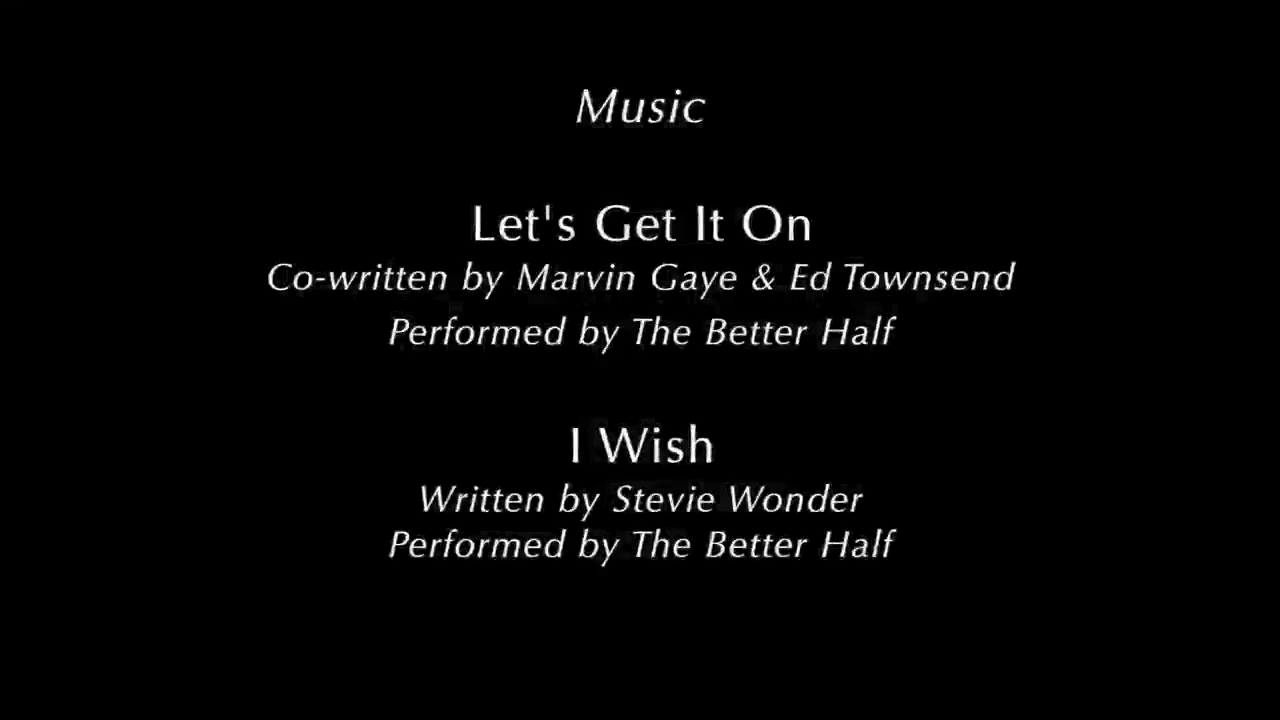 Music
Let's Get It On
Co-written by Marvin Gaye & Ed Townsend
Performed by The Better Half
I Wish
Written by Stevie Wonder
Performed by The Better Half